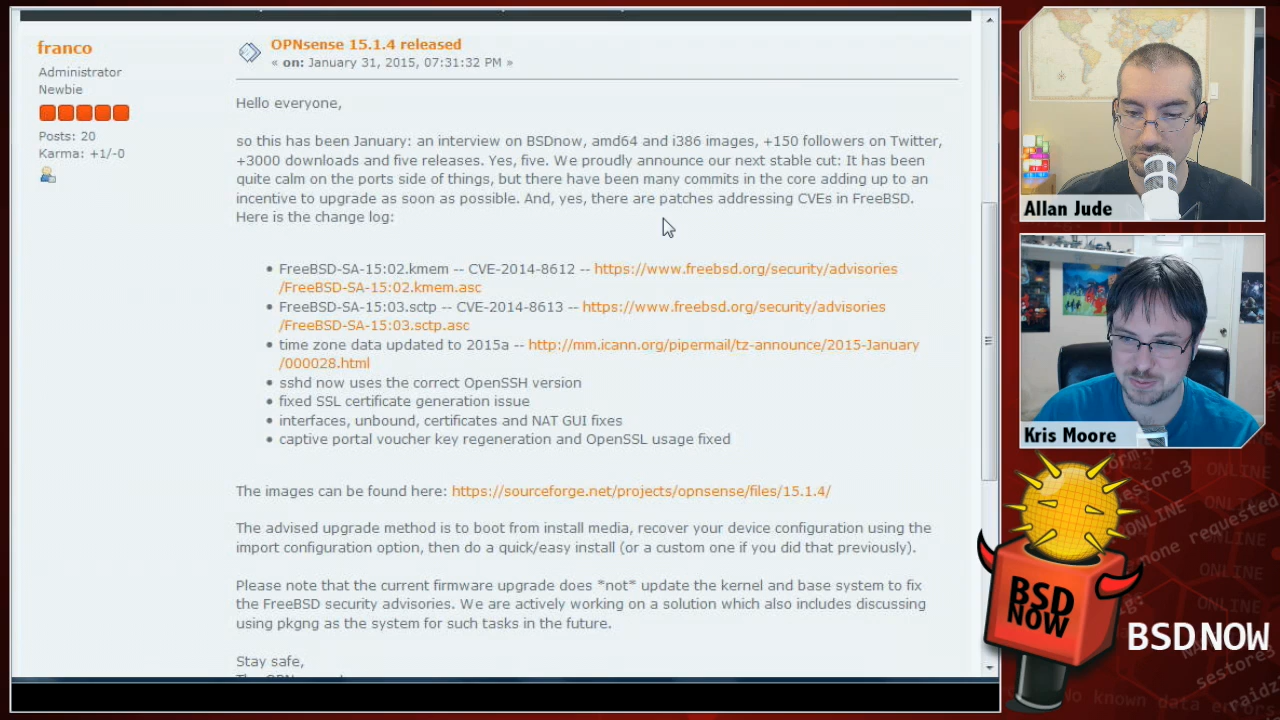 franco
Administrator
Newbie
Posts: 20
Karma: +1/-0
OPNsense 15.1.4 released
« on: January 31, 2015, 07:31:32 PM »
Hello everyone,
so this has been January: an interview on BSDnow, amd64 and i386 images, +150 followers on Twitter,
+3000 downloads and five releases. Yes, five. We proudly announce our next stable cut: It has been
quite calm on the ports side of things, but there have been many commits in the core adding up to an
incentive to upgrade as soon as possible. And, yes, there are patches addressing CVEs in FreeBSD.
Here is the change log:
• FreeBSD-SA-15:02.kmem -- CVE-2014-8612 -- https://www.freebsd.org/security/advisories
/FreeBSD-SA-15:02.kmem.asc
• FreeBSD-SA-15:03.sctp -- CVE-2014-8613 -- https://www.freebsd.org/security/advisories
/FreeBSD-SA-15:03.sctp.asc
• time zone data updated to 2015a -- http://mm.icann.org/pipermail/tz-announce/2015-January
/000028.html
• sshd now uses the correct OpenSSH version
• fixed SSL certificate generation issue
• interfaces, unbound, certificates and NAT GUI fixes
• captive portal voucher key regeneration and OpenSSL usage fixed
The images can be found here: https://sourceforge.net/projects/opnsense/files/15.1.4/
The advised upgrade method is to boot from install media, recover your device configuration using the
import configuration option, then do a quick/easy install (or a custom one if you did that previously).
Please note that the current firmware upgrade does *not* update the kernel and base system to fix
the FreeBSD security advisories. We are actively working on a solution which also includes discussing
using pkgng as the system for such tasks in the future.
Stay safe,
Allan Jude
Kris Moore
BSD
NOW
BSDNOW
ONLINE
ONLINE
ONLINE
ONLINE
none requested
No known data